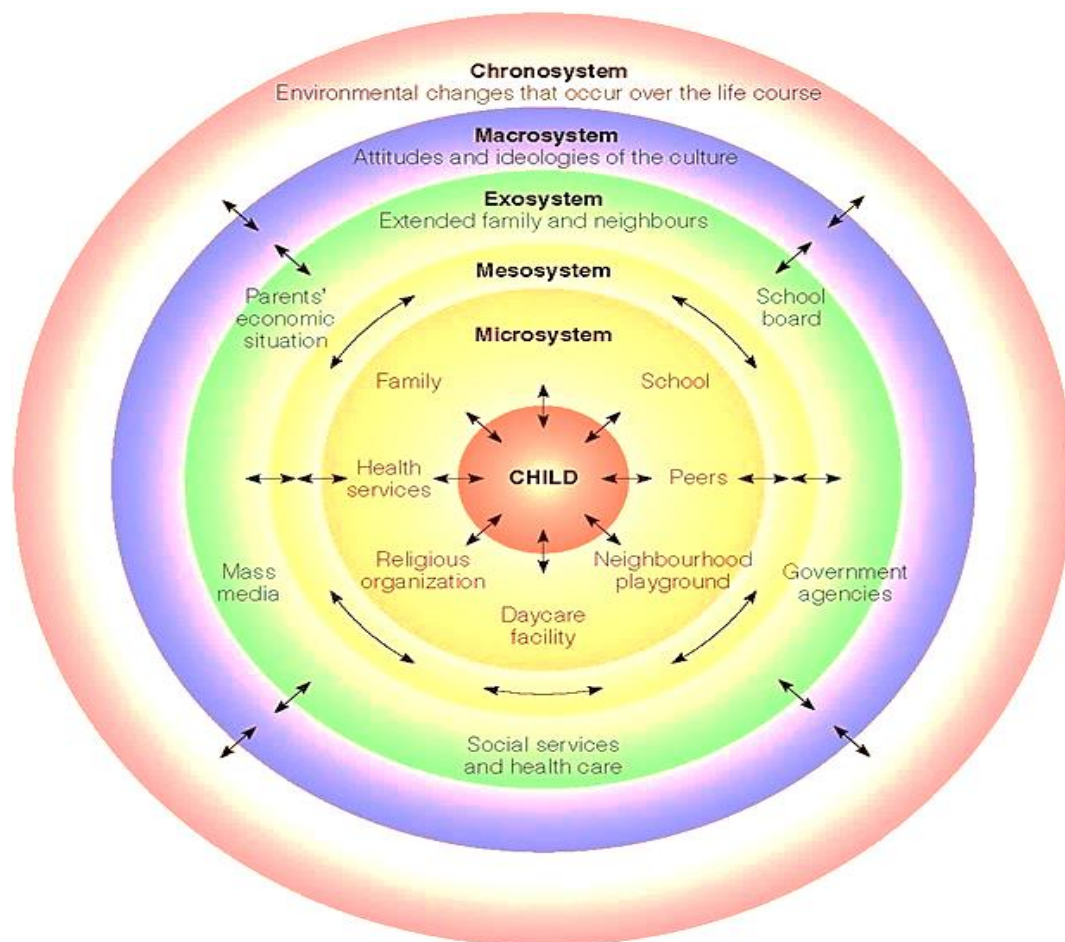 Chronosystem
Environmental changes that occur over the life course
Macrosystem
Attitudes and ideologies of the culture
Exosystem
Extended family and neighbours
Mesosystem
Parents'
economic
situation
School
board
Microsystem
Family
School
Health
services
CHILD
Peers
Religious
organization
Neighbourhood
playground
Mass
media
Government
agencies
Daycare
facility
Social services
and health care